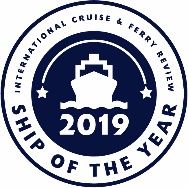 INTERNATIONAL CRUISE & FERRY REVIEW
2019
SHIP OF THE YEAR